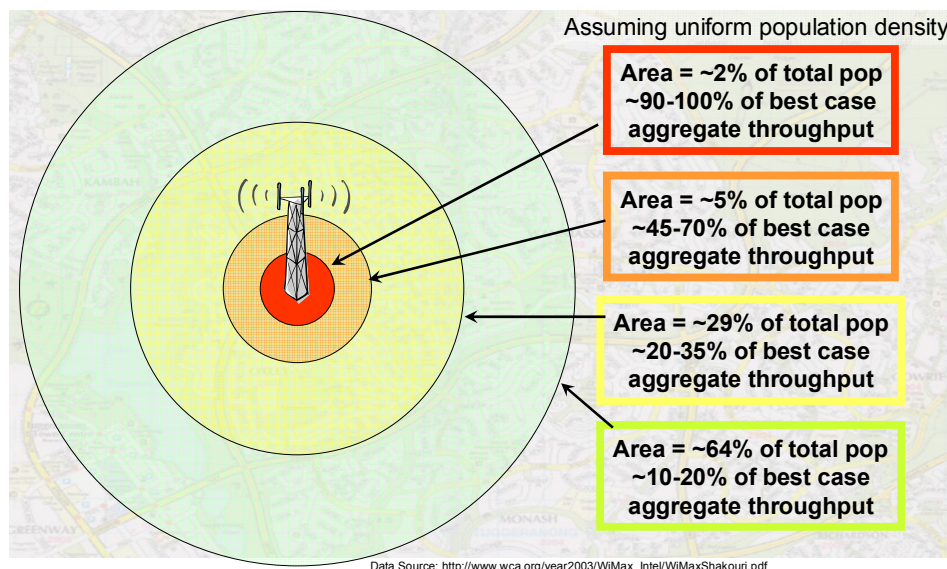 Assuming uniform population density
Area = ~2% of total pop
~90-100% of best case
aggregate throughput
Area = ~5% of total pop
~45-70% of best case
aggregate throughput
Area = ~29% of total pop
~20-35% of best case
aggregate throughput
Area = ~64% of total pop
~10-20% of best case
aggregate throughput
KAMBAH
GREENWAY
MONASH
TUGGERANONG
RICHARDSON
Data Source: http://www.wca.org/year2003/WiMax_Intel/WiMaxShakouri.pdf